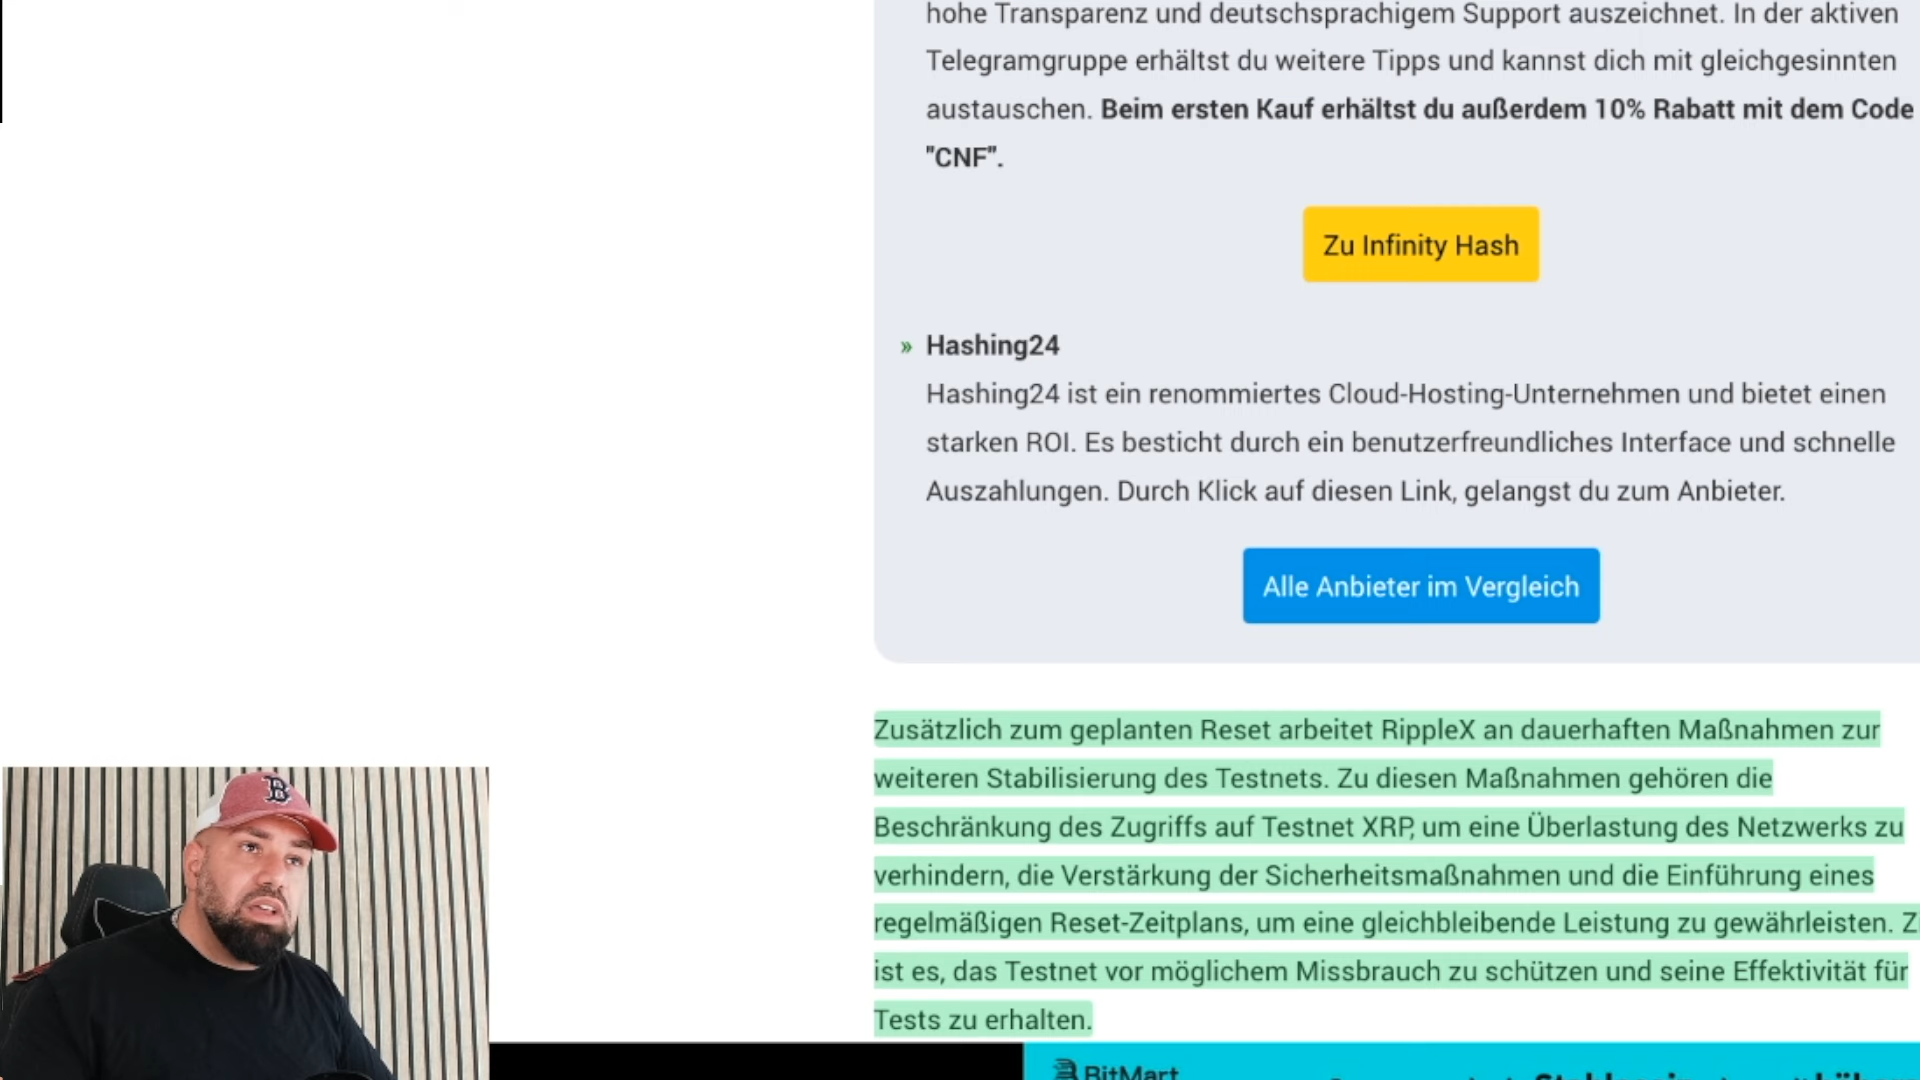 hohe Transparenz und deutschsprachigem Support auszeichnet. In der aktiven
Telegramgruppe erhältst du weitere Tipps und kannst dich mit gleichgesinnten
austauschen. Beim ersten Kauf erhältst du außerdem 10% Rabatt mit dem Code
"CNF".
Zu Infinity Hash
» Hashing24
Hashing24 ist ein renommiertes Cloud-Hosting-Unternehmen und bietet einen
starken ROI. Es besticht durch ein benutzerfreundliches Interface und schnelle
Auszahlungen. Durch Klick auf diesen Link, gelangst du zum Anbieter.
Alle Anbieter im Vergleich
Zusätzlich zum geplanten Reset arbeitet RippleX an dauerhaften Maßnahmen zur
weiteren Stabilisierung des Testnets. Zu diesen Maßnahmen gehören die
Beschränkung des Zugriffs auf Testnet XRP, um eine Überlastung des Netzwerks zu
verhindern, die Verstärkung der Sicherheitsmaßnahmen und die Einführung eines
regelmäßigen Reset-Zeitplans, um eine gleichbleibende Leistung zu gewährleisten.
ist es, das Testnet vor möglichem Missbrauch zu schützen und seine Effektivität für
Tests zu erhalten.
B
BitMart